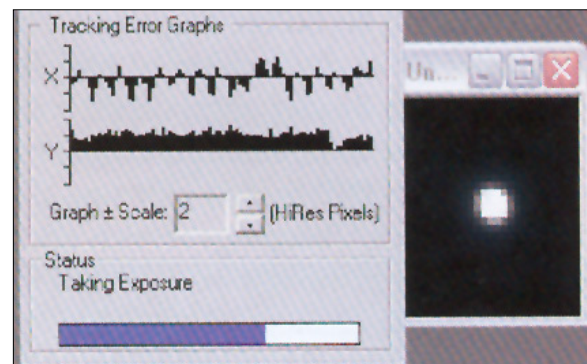 Tracking Error Graphs
X
Y
Graph ± Scale: 2 (HiRes Pixels)
Status
Taking Exposure
Un...